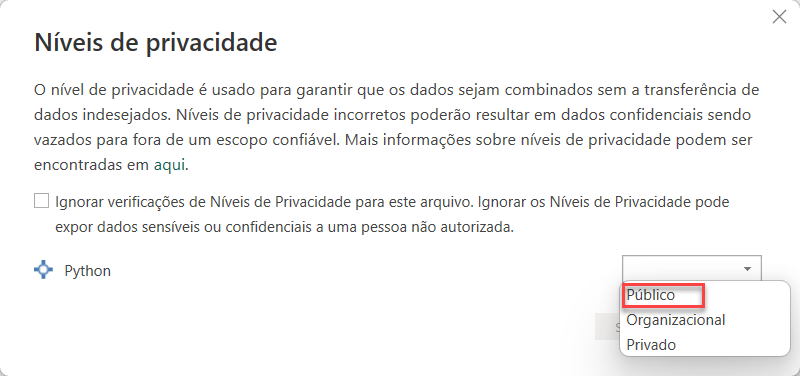 Níveis de privacidade
O nível de privacidade é usado para garantir que os dados sejam combinados sem a transferência de
dados indesejados. Níveis de privacidade incorretos poderão resultar em dados confidenciais sendo
vazados para fora de um escopo confiável. Mais informações sobre níveis de privacidade podem ser
encontradas em aqui.
Ignorar verificações de Níveis de Privacidade para este arquivo. Ignorar os Níveis de Privacidade pode
expor dados sensíveis ou confidenciais a uma pessoa não autorizada.
Python
Público
Organizacional
Privado